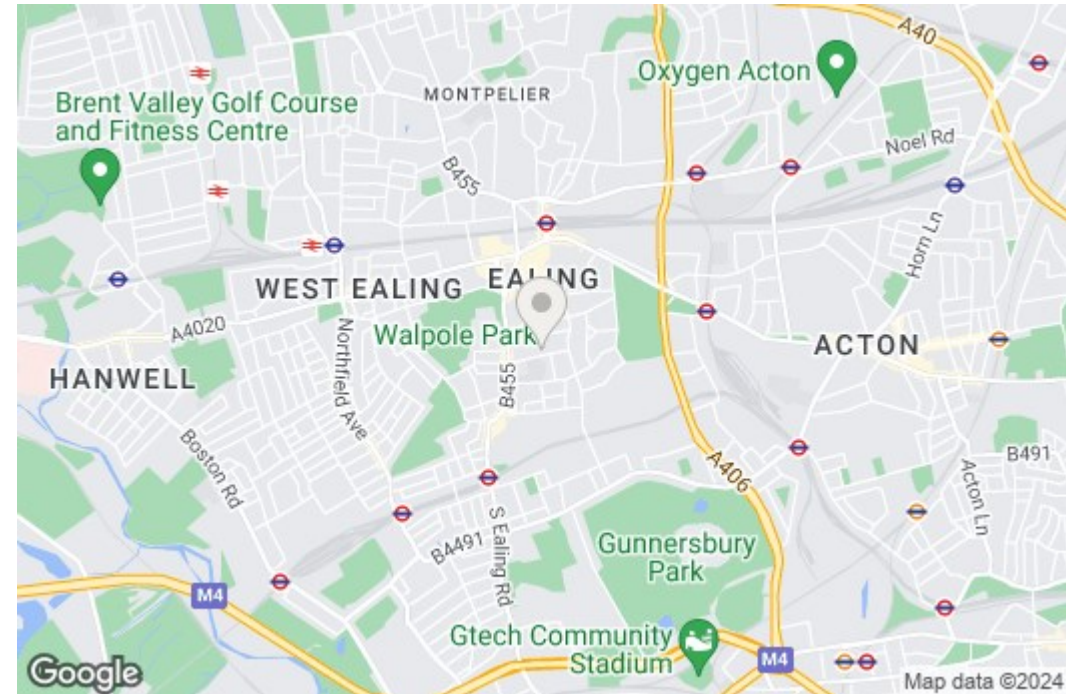 A40
Oxygen Acton
MONTPELIER
Brent Valley Golf Course
and Fitness Centre
Noel Rd
B455
Horn Ln
WEST EALING
EALING
A4020
Walpole Park
Northfield Ave
ACTON
HANWELL
B455
Boston Rd
A406
B491
Acton Ln
S Ealing Rd
B4491
Gunnersbury
Park
M4
Gtech Community
Stadium
M4
Google
Map data ©2024